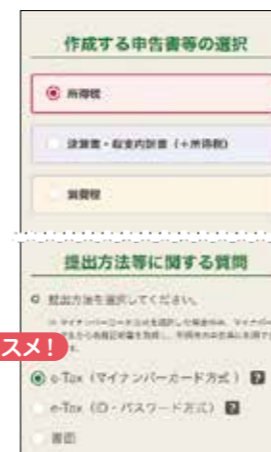 作成する申告書等の選択
所得税
決算書・収支内訳書（+所得税）
消費税
提出方法等に関する質問
提出方法を選択してください。
スメ！
e-Tax（マイナンバーカード方式）?
e-Tax（ID・パスワード方式）?
書面